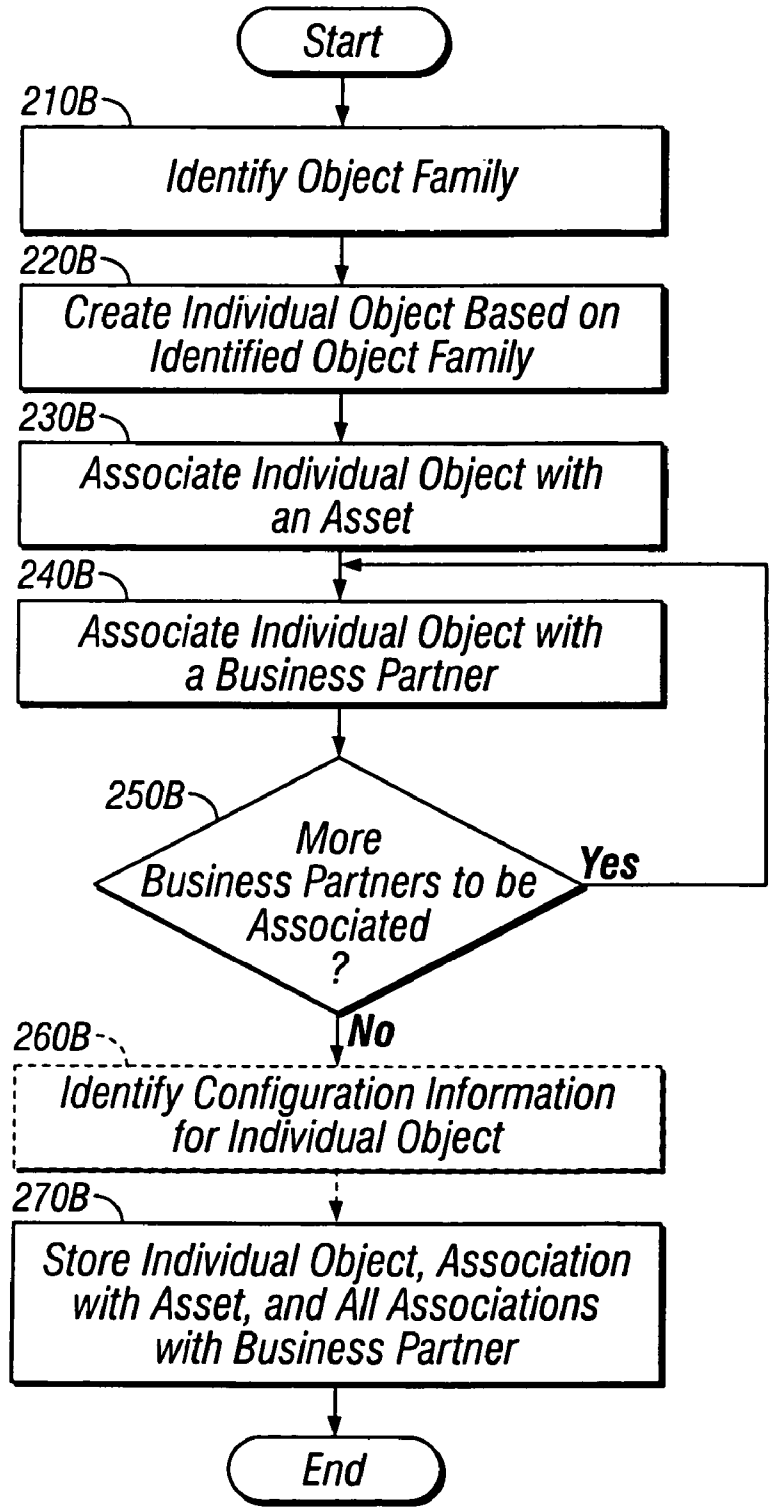 Start
210B
Identify Object Family
220B
Create Individual Object Based on
Identified Object Family
230B
Associate Individual Object with
an Asset
240B
Associate Individual Object with
a Business Partner
250B
More
Business Partners to be
Associated
?
Yes
No
260B
Identify Configuration Information
for Individual Object
270B
Store Individual Object, Association
with Asset, and All Associations
with Business Partner
End